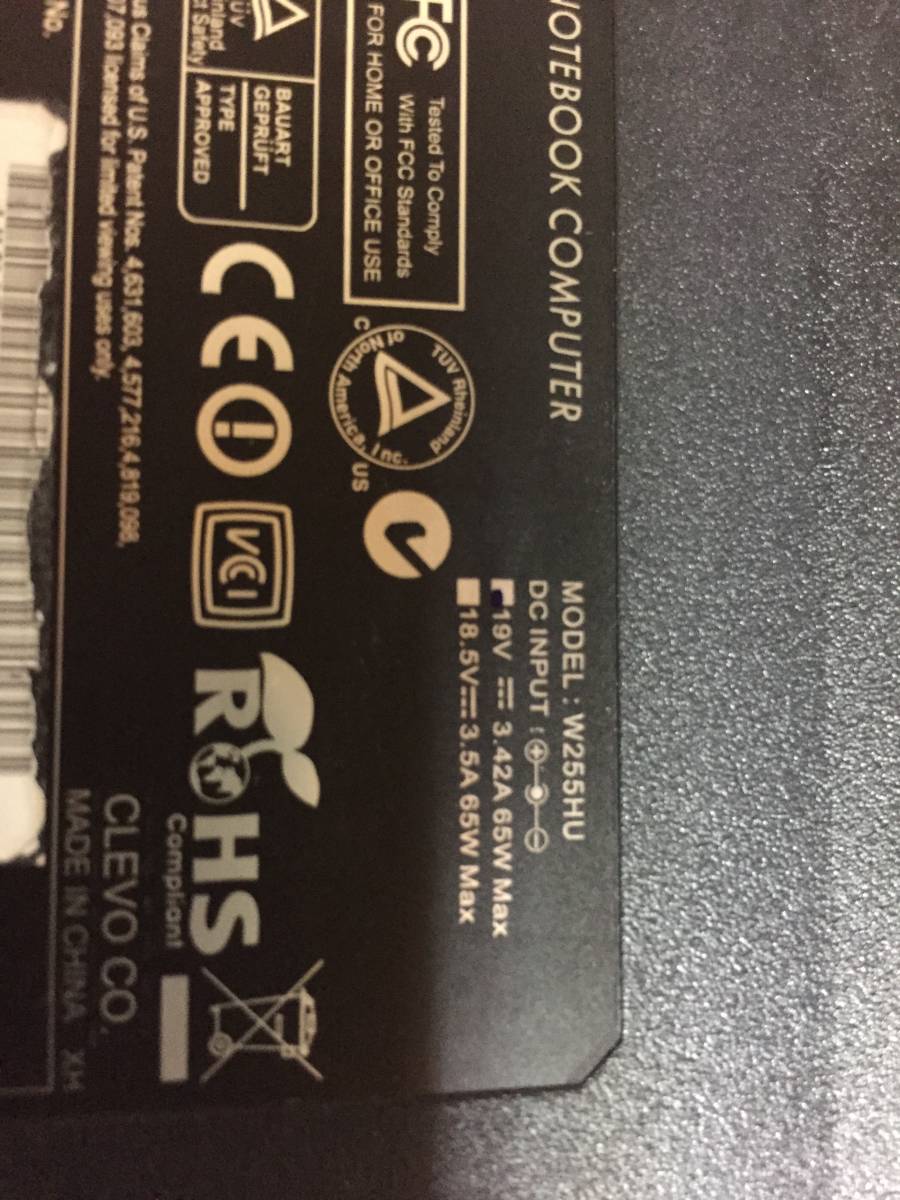 NOTEBOOK COMPUTER
MODEL : W255HU
DC INPUT :
19V 3.42A 65W Max
18.5V 3.5A 65W Max
FC
Tested To Comply
With FCC Standards
FOR HOME OR OFFICE USE
TUV Rheinland
of North America, Inc.
C US
BAUART
GEPRÜFT
TYPE
APPROVED
CE
VCI
RoHS
Compliant
Claims of U.S. Patent Nos. 4,631,603, 4,577,216,4,819,098,
licensed for limited viewing uses only.
CLEVO CO.
MADE IN CHINA XH
No.